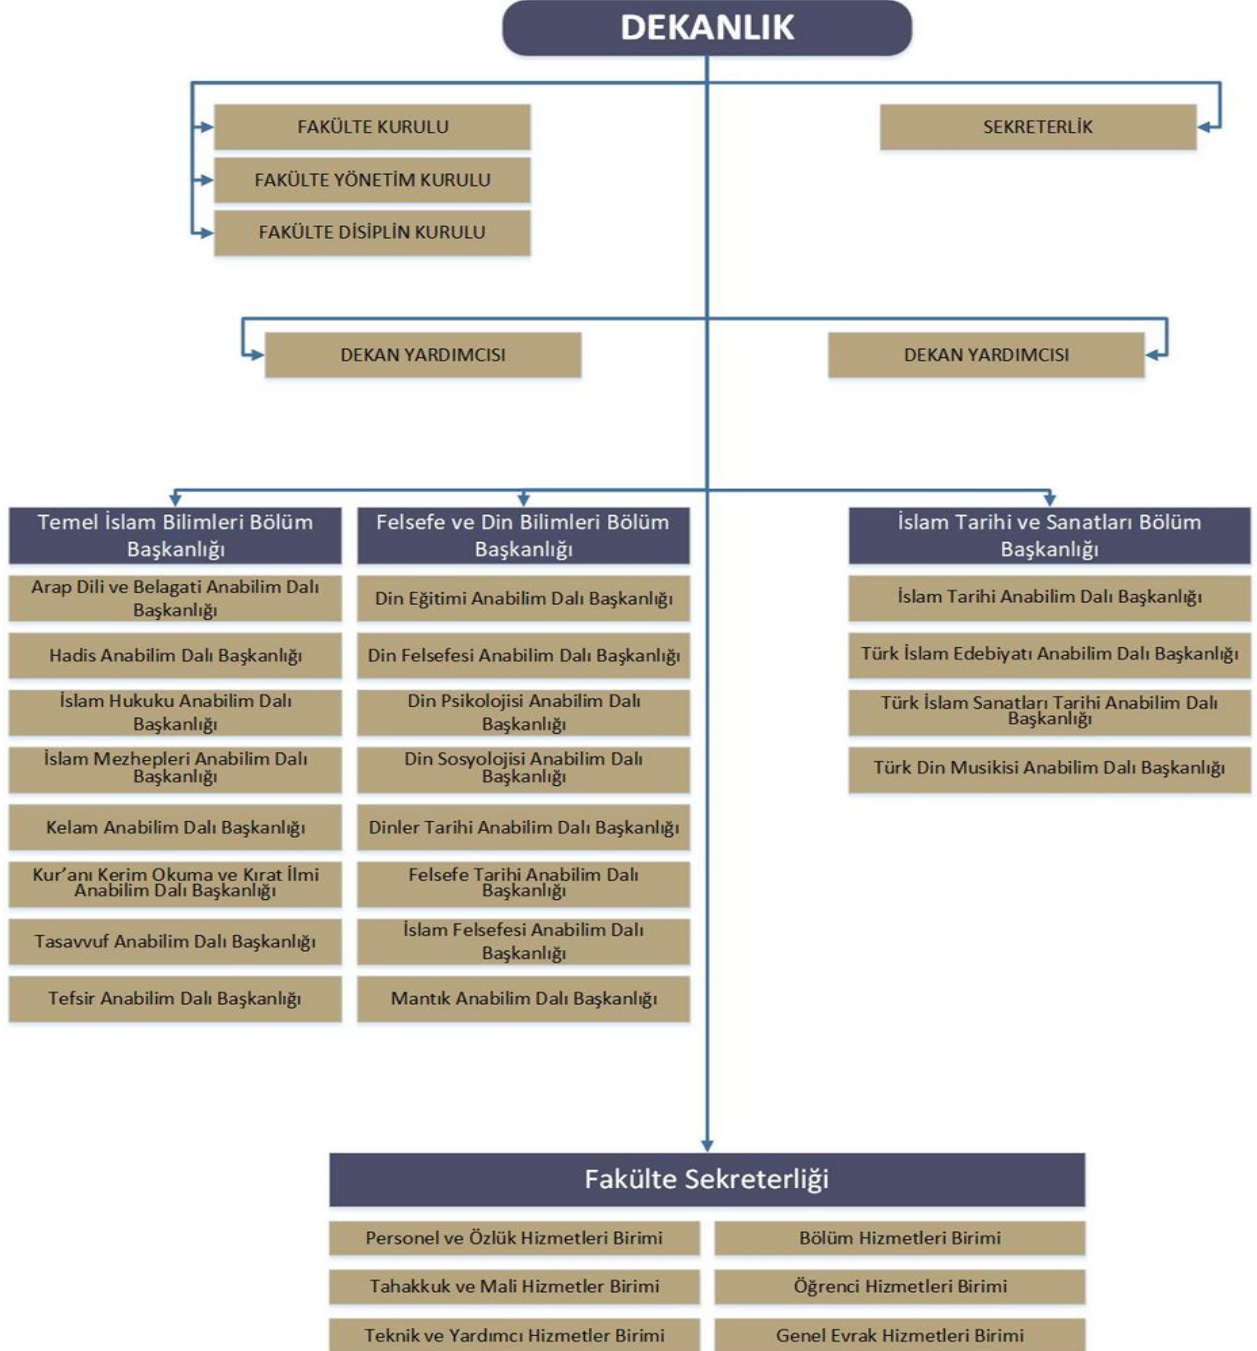 DEKANLIK
FAKÜLTE KURULU
SEKRETERLİK
FAKÜLTE YÖNETİM KURULU
FAKÜLTE DİSİPLİN KURULU
DEKAN YARDIMCISI
DEKAN YARDIMCISI
Temel İslam Bilimleri Bölüm
Başkanlığı
Arap Dili ve Belagati Anabilim Dalı
Başkanlığı
Hadis Anabilim Dalı Başkanlığı
İslam Hukuku Anabilim Dalı
Başkanlığı
İslam Mezhepleri Anabilim Dalı
Başkanlığı
Kelam Anabilim Dalı Başkanlığı
Kur’anı Kerim Okuma ve Kırat İlmi
Anabilim Dalı Başkanlığı
Tasavvuf Anabilim Dalı Başkanlığı
Tefsir Anabilim Dalı Başkanlığı
Felsefe ve Din Bilimleri Bölüm
Başkanlığı
Din Eğitimi Anabilim Dalı Başkanlığı
Din Felsefesi Anabilim Dalı Başkanlığı
Din Psikolojisi Anabilim Dalı
Başkanlığı
Din Sosyolojisi Anabilim Dalı
Başkanlığı
Dinler Tarihi Anabilim Dalı Başkanlığı
Felsefe Tarihi Anabilim Dalı
Başkanlığı
İslam Felsefesi Anabilim Dalı
Başkanlığı
Mantık Anabilim Dalı Başkanlığı
İslam Tarihi ve Sanatları Bölüm
Başkanlığı
İslam Tarihi Anabilim Dalı Başkanlığı
Türk İslam Edebiyatı Anabilim Dalı Başkanlığı
Türk İslam Sanatları Tarihi Anabilim Dalı
Başkanlığı
Türk Din Musikisi Anabilim Dalı Başkanlığı
Fakülte Sekreterliği
Personel ve Özlük Hizmetleri Birimi
Bölüm Hizmetleri Birimi
Tahakkuk ve Mali Hizmetler Birimi
Öğrenci Hizmetleri Birimi
Teknik ve Yardımcı Hizmetler Birimi
Genel Evrak Hizmetleri Birimi